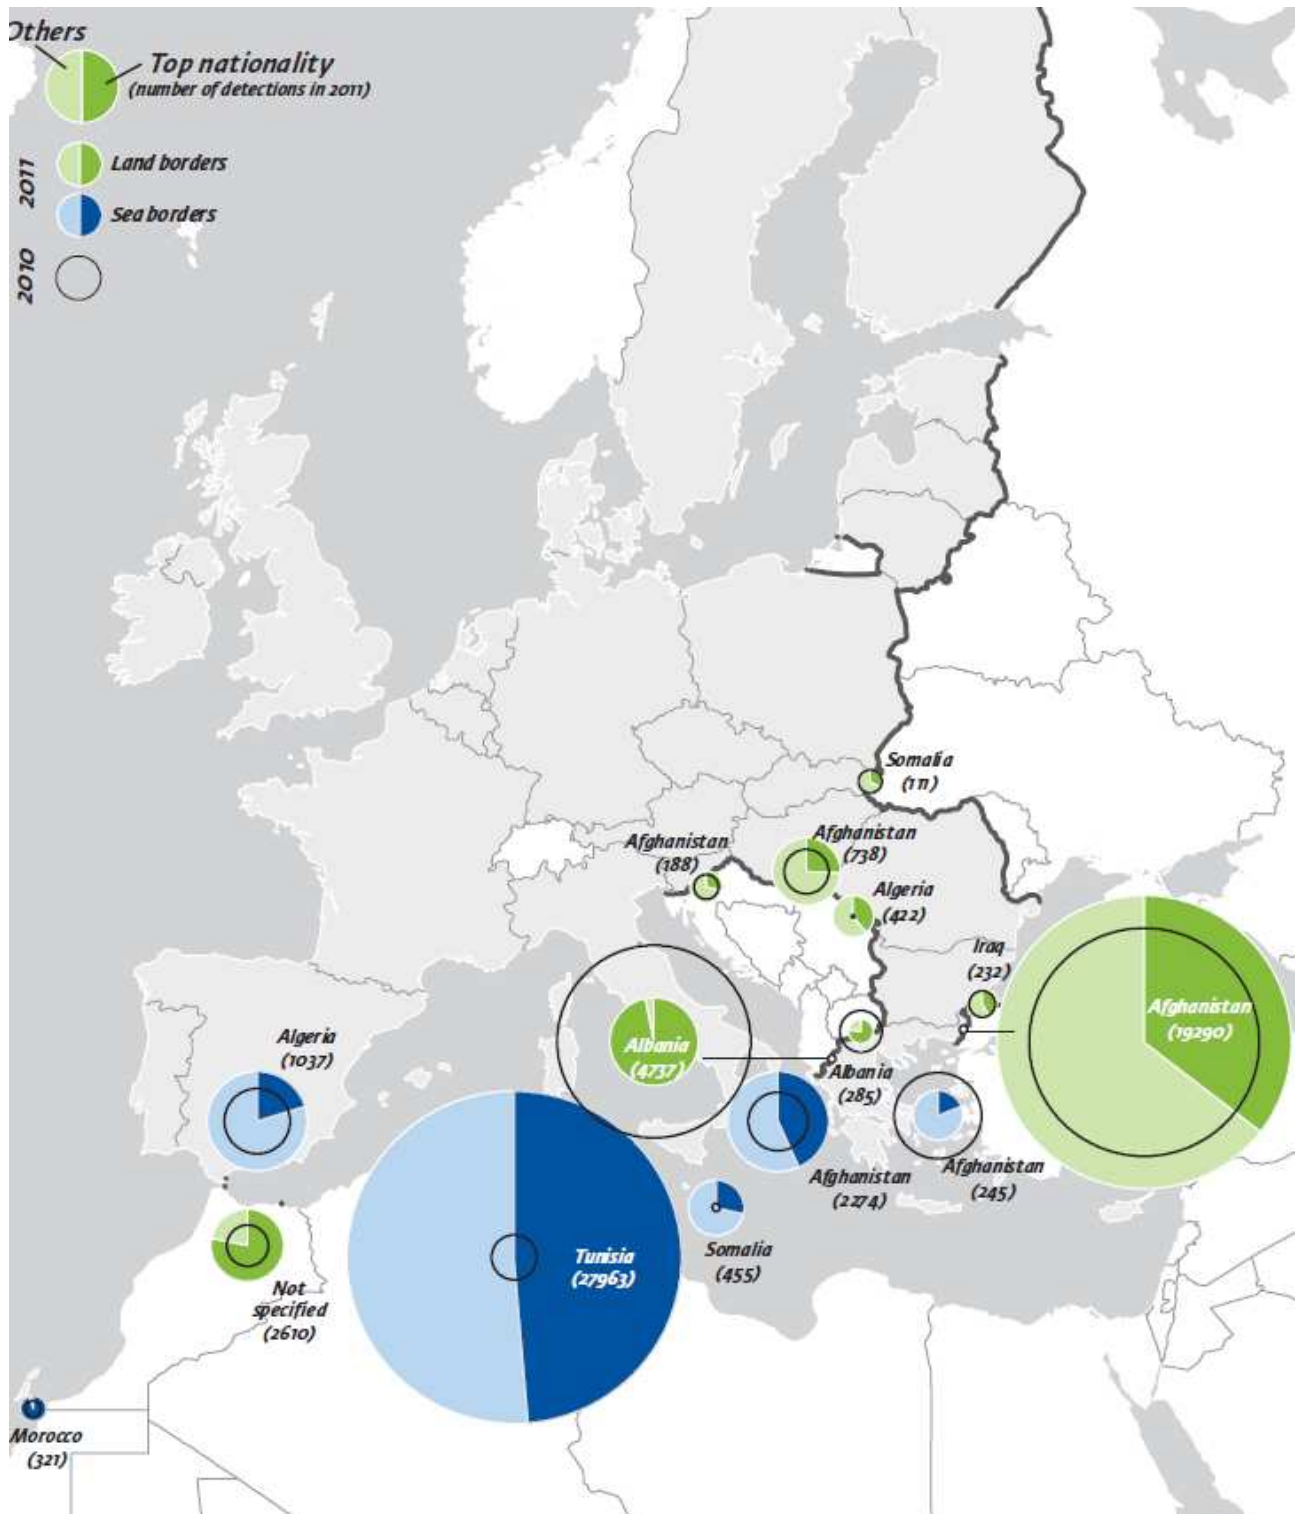 Others
Top nationality
(number of detections in 2011)
2011
Land borders
Sea borders
2010
Somalia
(111)
Afghanistan
(188)
Afghanistan
(738)
Algeria
(422)
Iraq
(232)
Afghanistan
(19290)
Algeria
(1037)
Albania
(4737)
Albania
(285)
Afghanistan
(2274)
Afghanistan
(245)
Somalia
(455)
Tunisia
(27963)
Not
specified
(2610)
Morocco
(321)